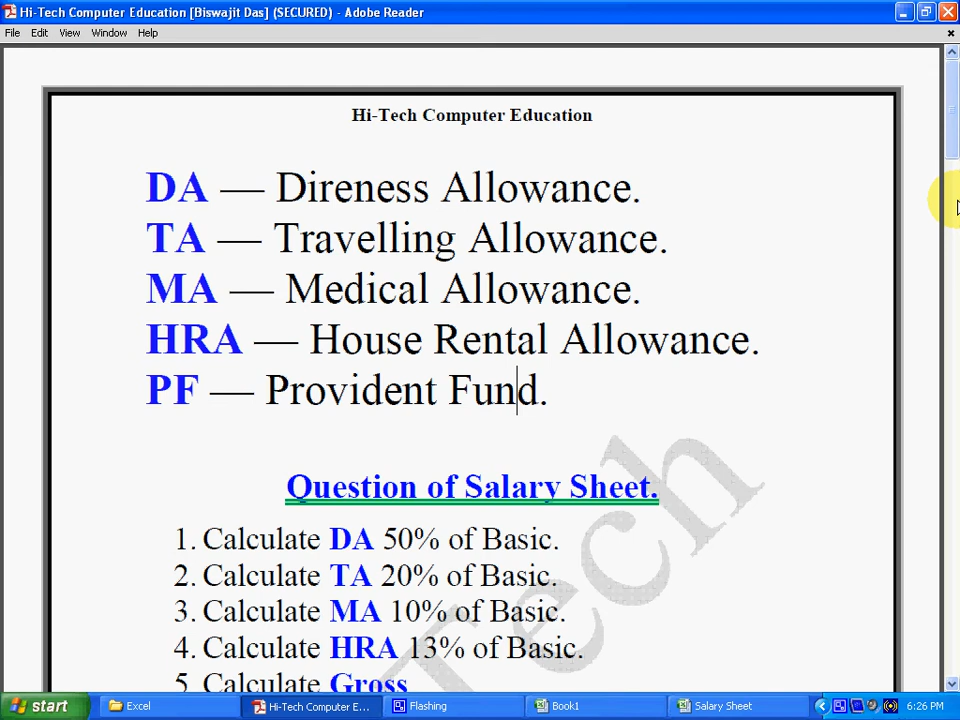 Hi-Tech Computer Education [Biswajit Das] (SECURED) - Adobe Reader
File Edit View Window Help
Hi-Tech Computer Education
DA — Direness Allowance.
TA — Travelling Allowance.
MA — Medical Allowance.
HRA — House Rental Allowance.
PF — Provident Fund.
Question of Salary Sheet.
1. Calculate DA 50% of Basic.
2. Calculate TA 20% of Basic.
3. Calculate MA 10% of Basic.
4. Calculate HRA 13% of Basic.
5. Calculate Gross
Tech
start Excel Hi-Tech Computer E... Flashing Book1 Salary Sheet 6:26 PM